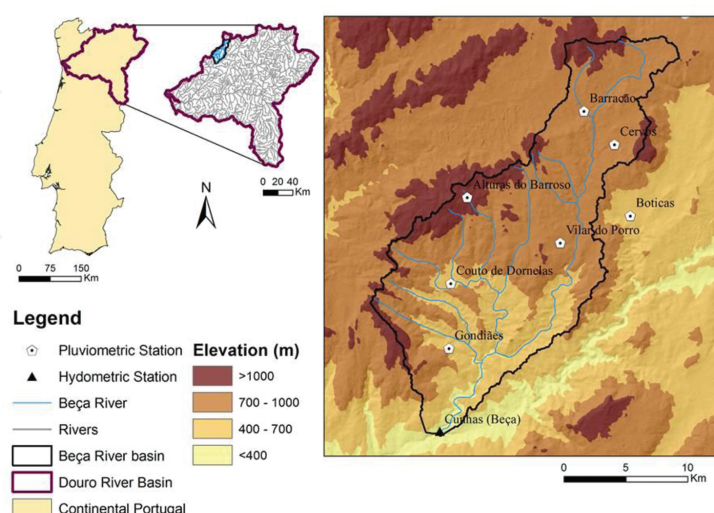 N
0 20 40
Km
0 75 150
Km
Legend
Pluviometric Station
Hydometric Station
Beça River
Rivers
Beça River basin
Douro River Basin
Continental Portugal
Elevation (m)
>1000
700 - 1000
400 - 700
<400
Barracão
Cervos
Alturas do Barroso
Boticas
Vilar do Porro
Couto de Dornelas
Gondiães
Cunhas (Beça)
0 5 10
Km